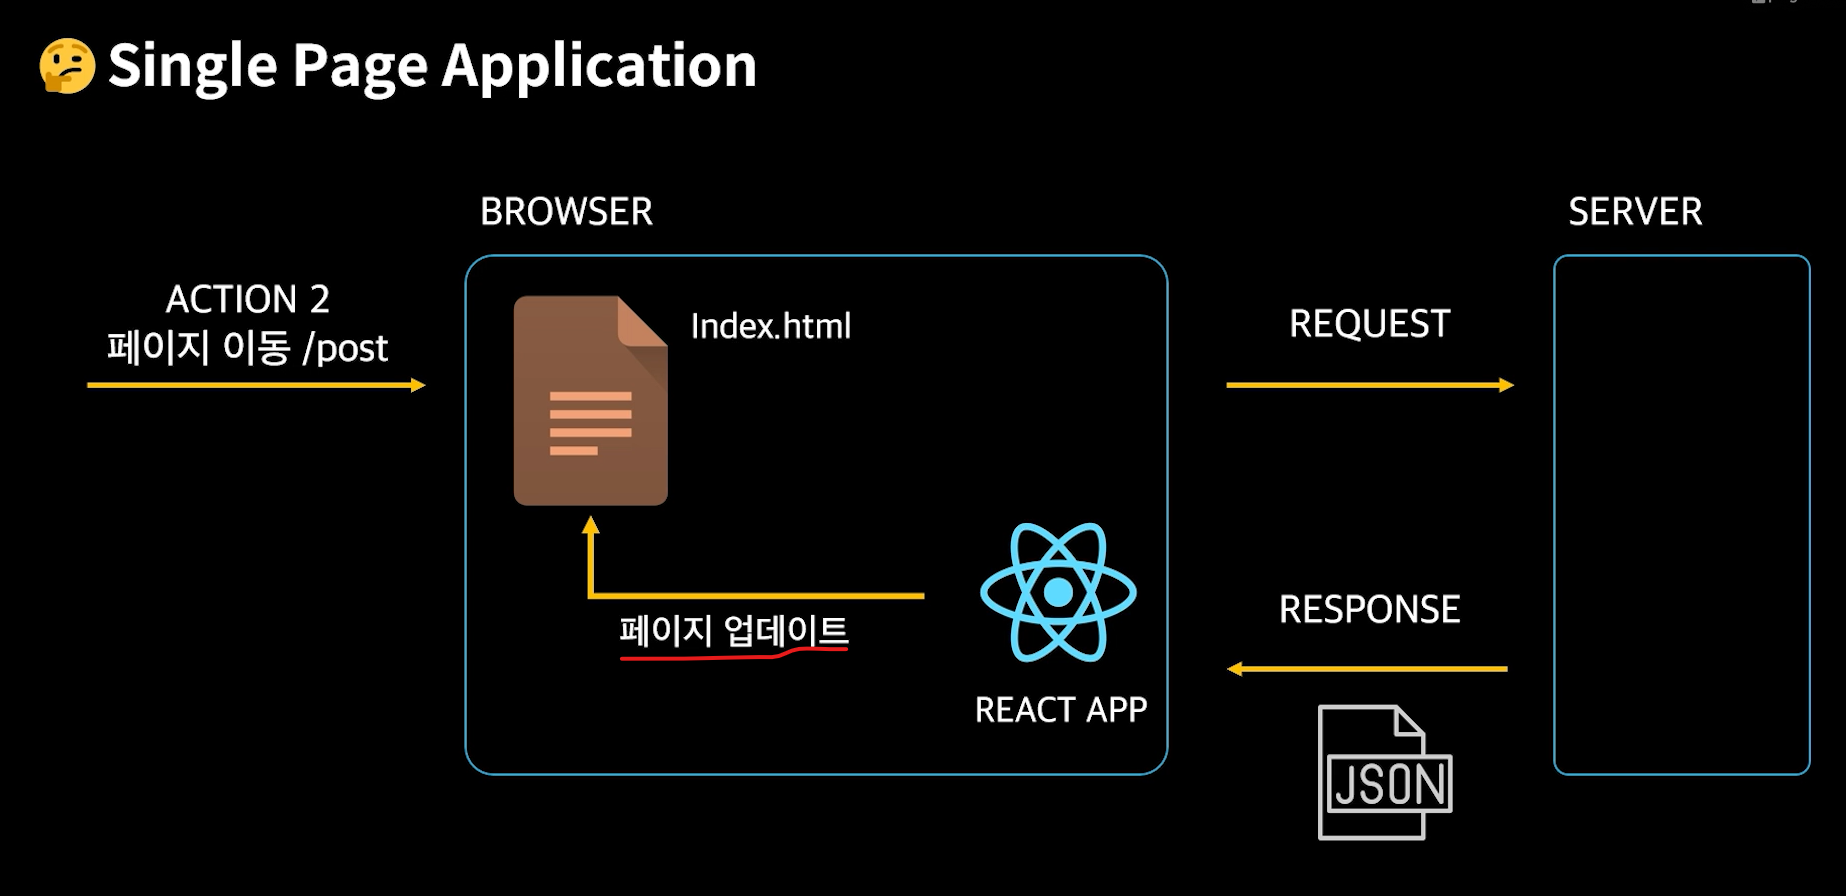 Single Page Application
BROWSER
SERVER
ACTION 2
페이지 이동 /post
Index.html
REQUEST
페이지 업데이트
RESPONSE
REACT APP
JSON